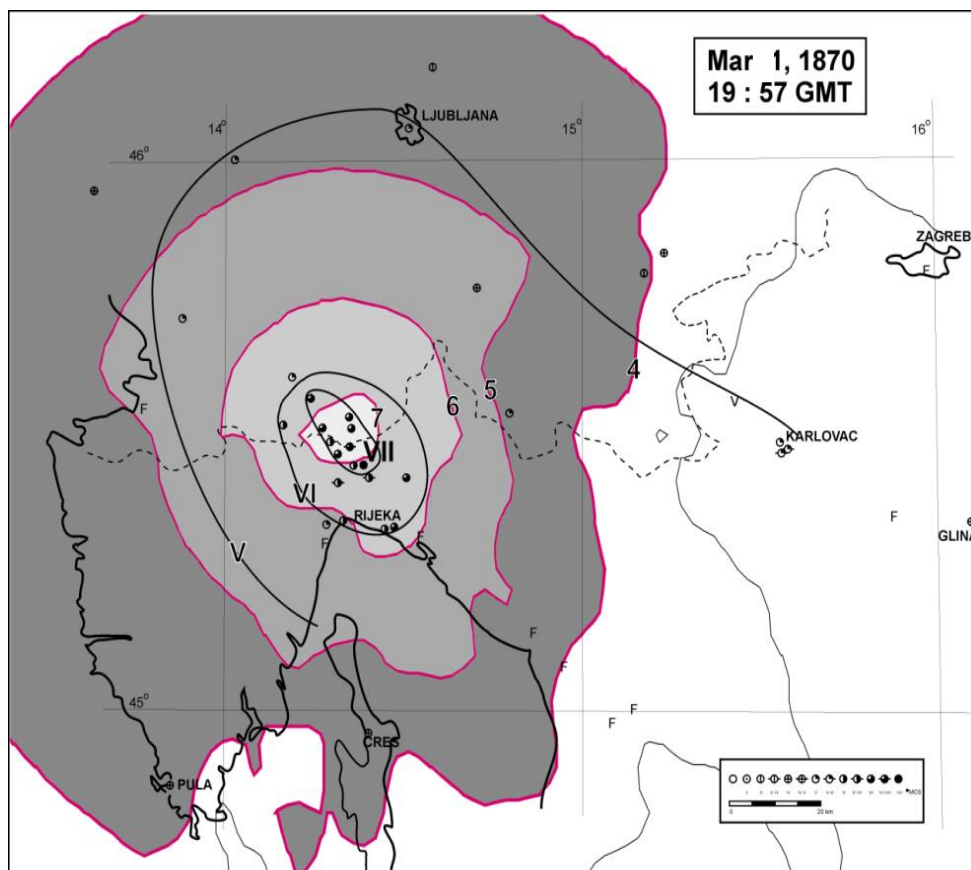 Mar 1, 1870
19 : 57 GMT
14°
LJUBLJANA
15°
16°
46°
ZAGREB
F
4
5
6
7
F
V
KARLOVAC
VII
VI
RIJEKA
F
F
F
GLINA
V
F
F
45°
F
F
CRES
PULA
°MCS
0
20 km